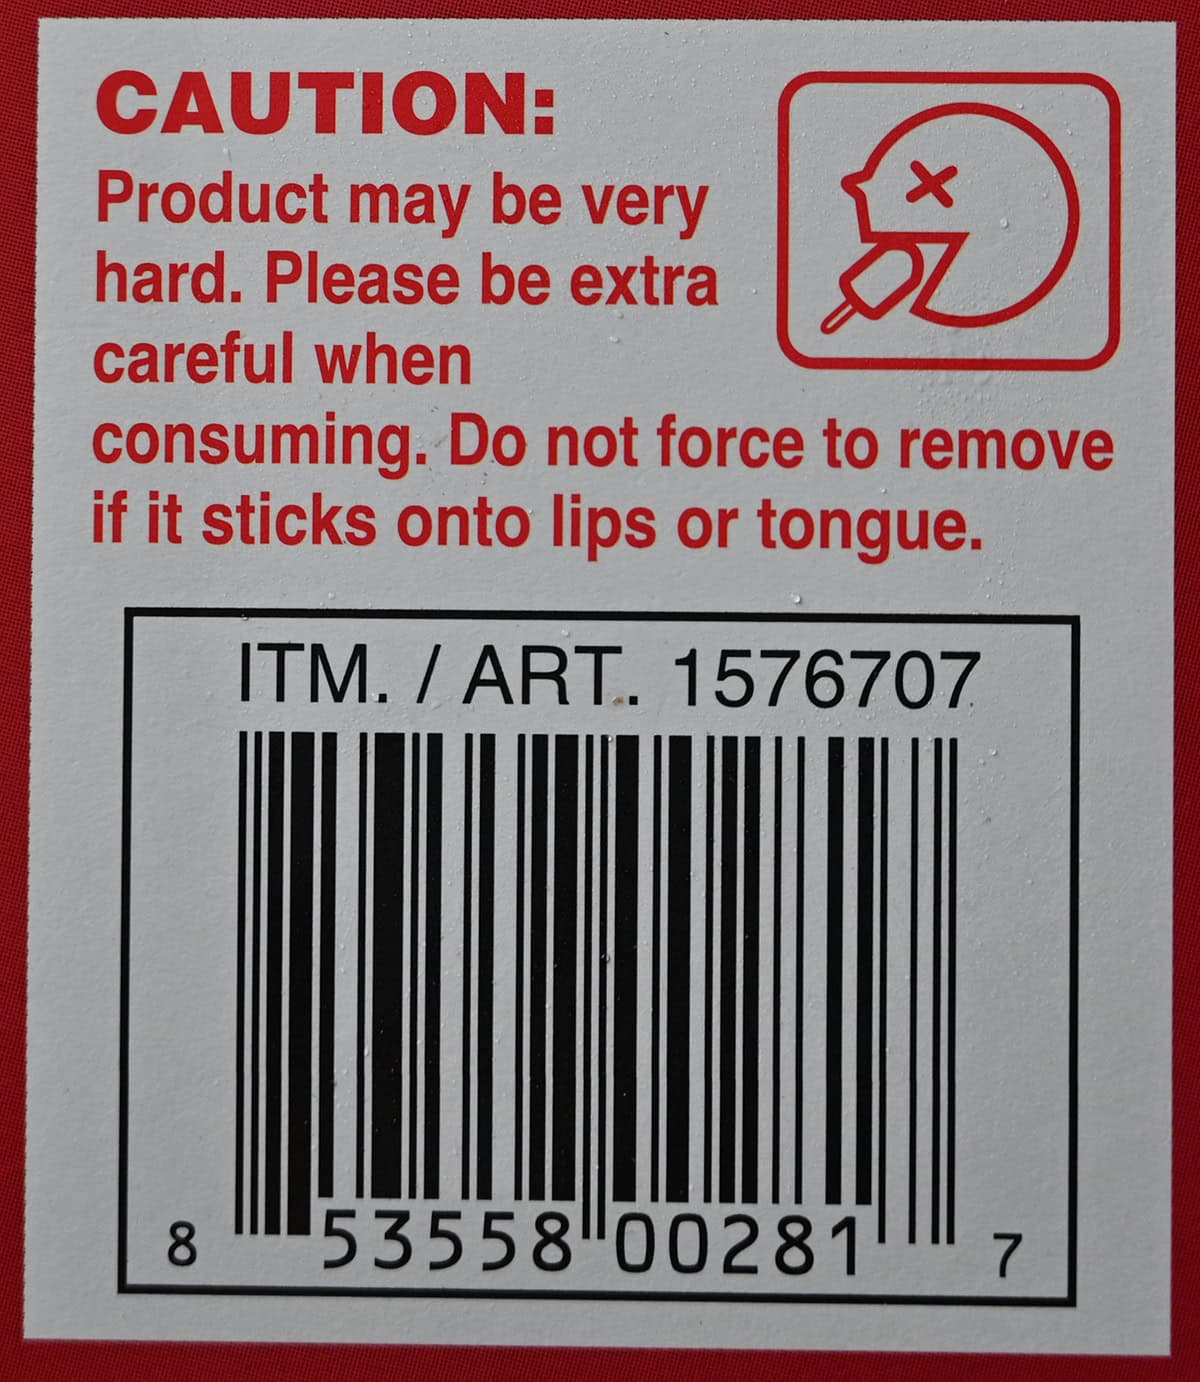 CAUTION:
Product may be very
hard. Please be extra
careful when
consuming. Do not force to remove
if it sticks onto lips or tongue.
ITM. / ART. 1576707
8 53558 00281 7